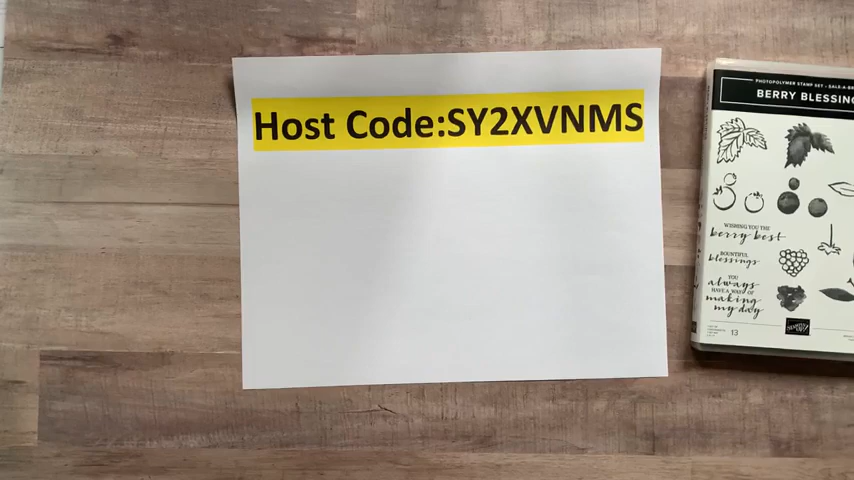 Host Code:SY2XVNMS
PHOTOPOLYMER STAMP SET
BERRY BLESSING
WISHING YOU THE
berry best
BOUNTIFUL
blessings
YOU
always
HAVE A WAY OF
making
my day
13